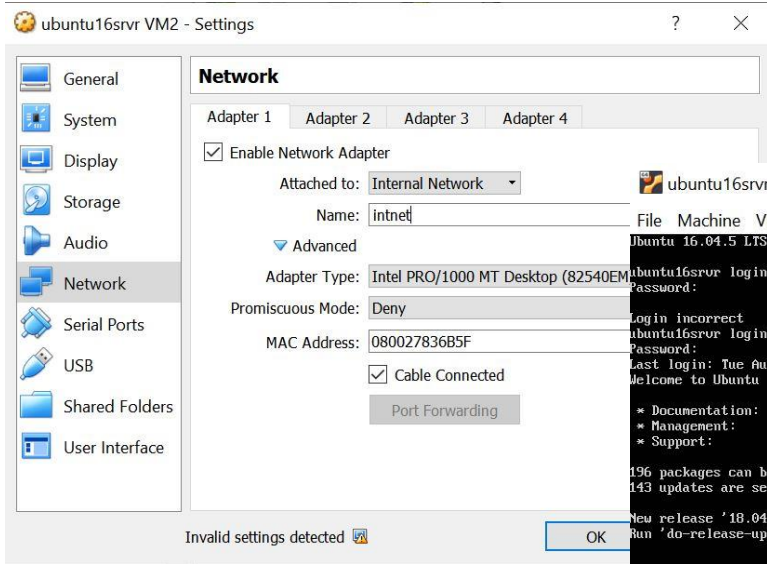 ubuntu16srvr VM2 - Settings ? ×
General
System
Display
Storage
Audio
Network
Serial Ports
USB
Shared Folders
User Interface
Network
Adapter 1 Adapter 2 Adapter 3 Adapter 4
Enable Network Adapter
Attached to: Internal Network
Name: intnet
Advanced
Adapter Type: Intel PRO/1000 MT Desktop (82540EM
Promiscuous Mode: Deny
MAC Address: 080027836B5F
Cable Connected
Port Forwarding
Invalid settings detected
OK
ubuntu16srvr
File Machine V
Ubuntu 16.04.5 LTS
ubuntu16srvr login
Password:
Login incorrect
ubuntu16srvr login
Password:
Last login: Tue Au
Welcome to Ubuntu
* Documentation:
* Management:
* Support:
196 packages can b
143 updates are se
New release '18.04
Run 'do-release-up